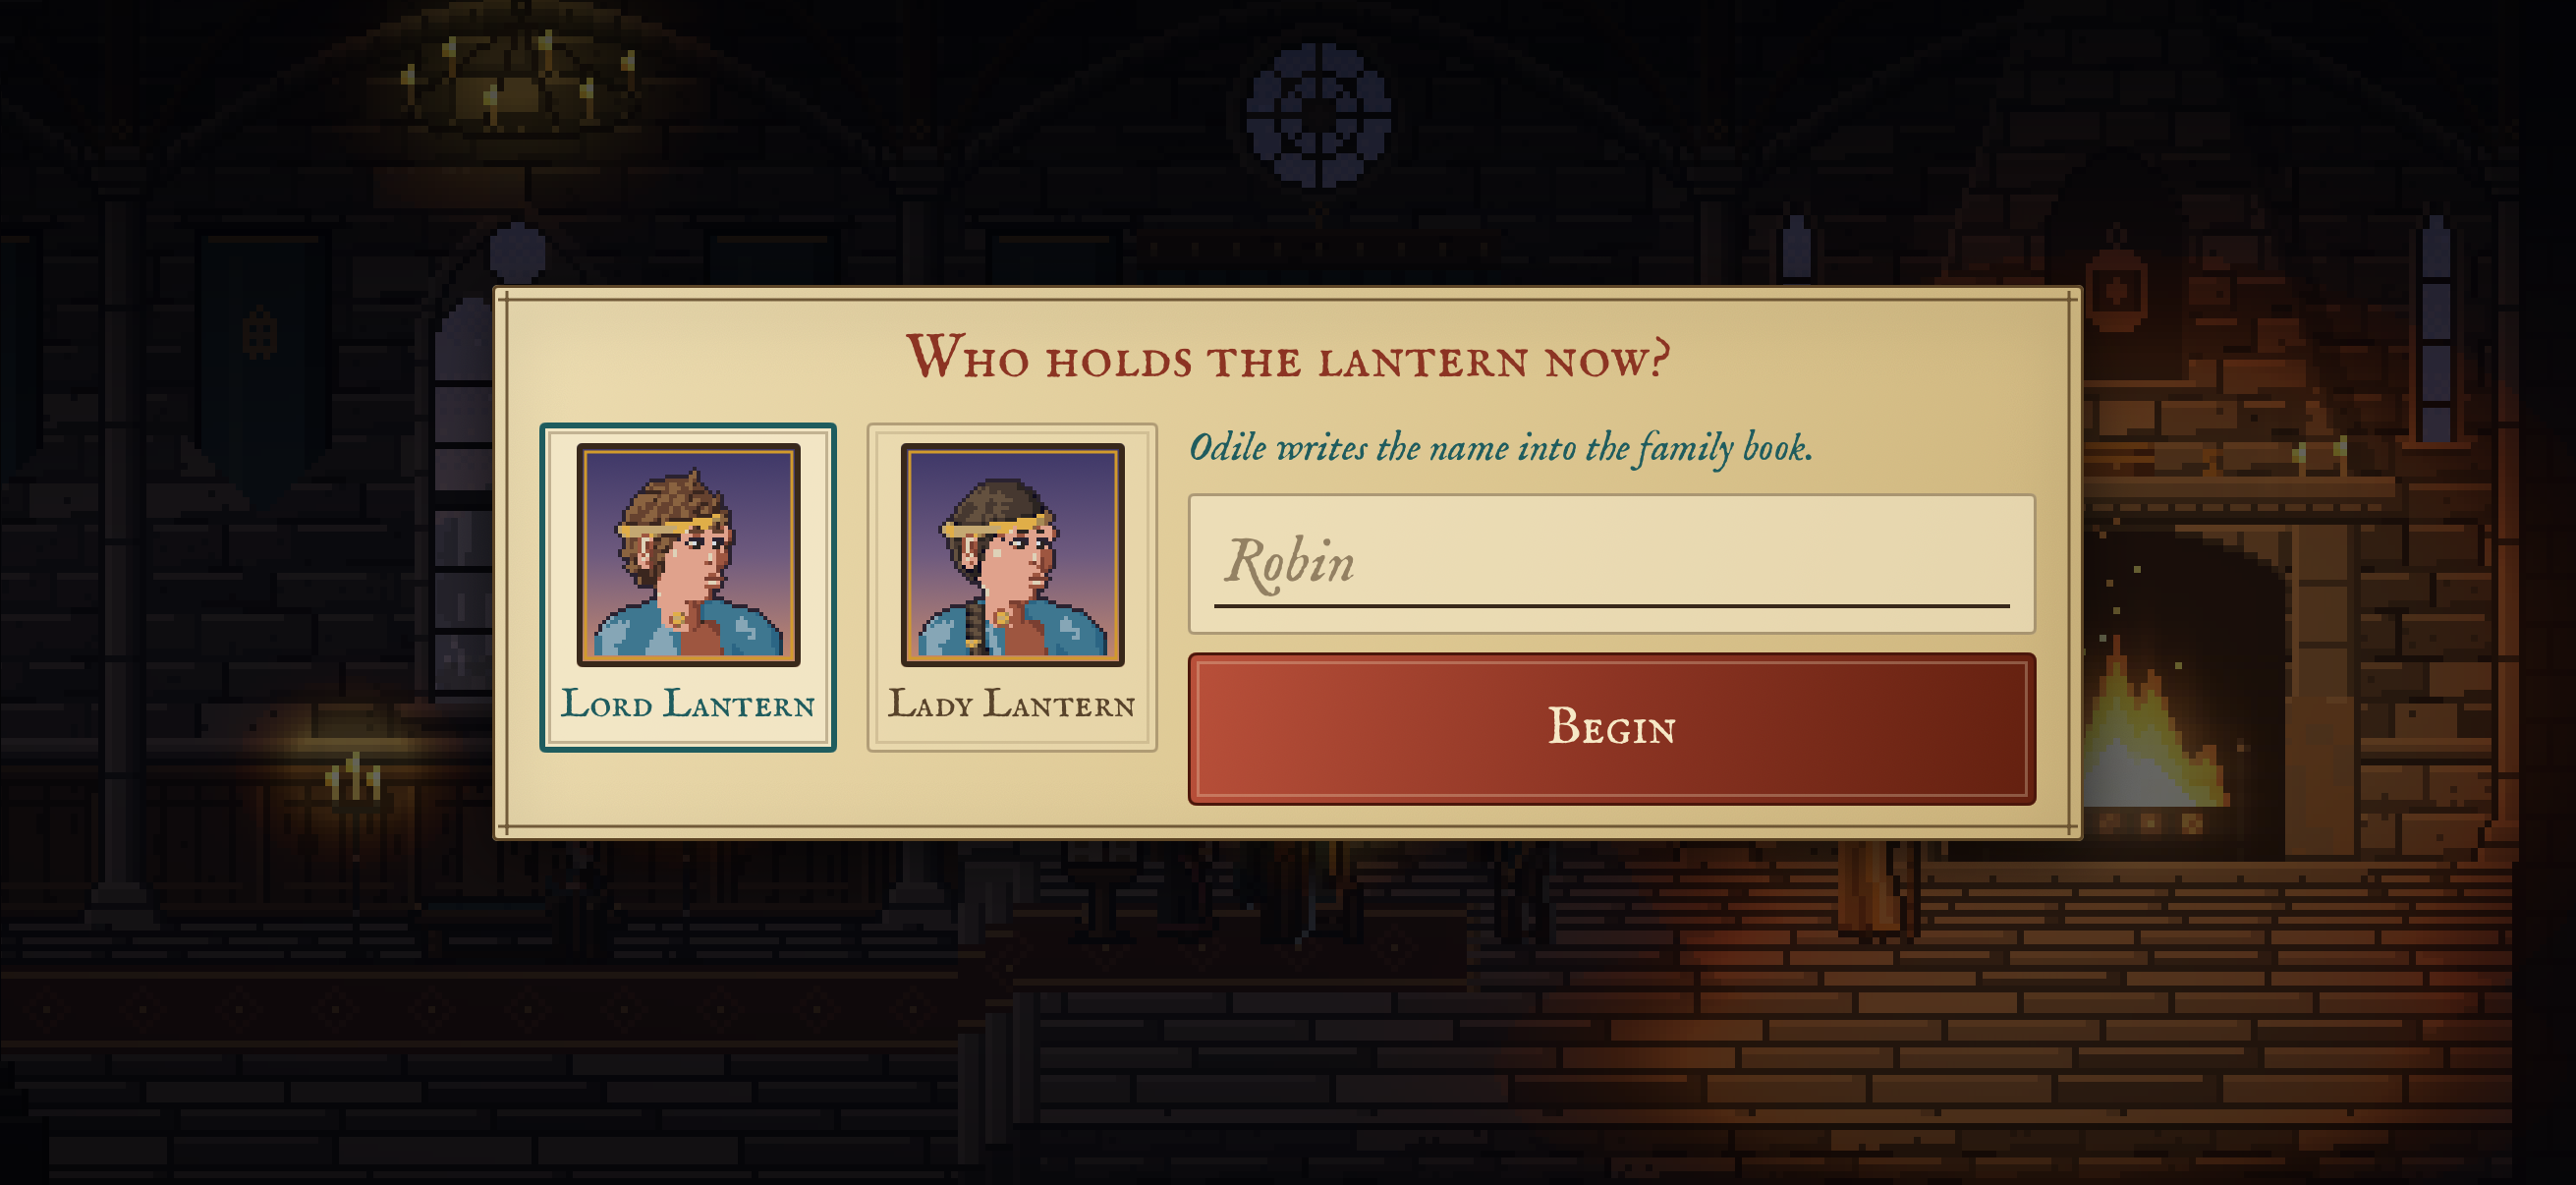 Who holds the lantern now?
Lord Lantern
Lady Lantern
Odile writes the name into the family book.
Robin
Begin